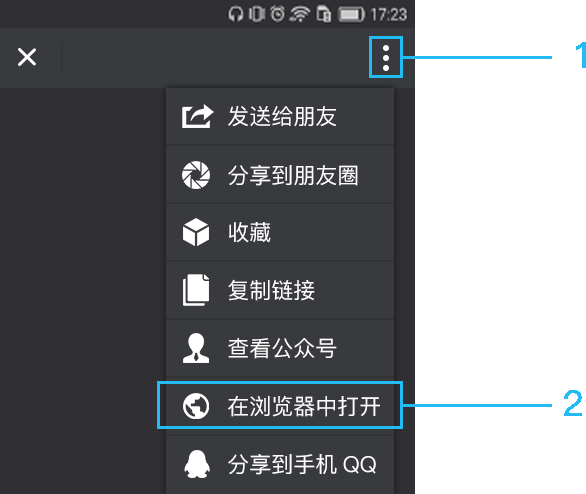 17:23
1
发送给朋友
分享到朋友圈
收藏
复制链接
查看公众号
在浏览器中打开
2
分享到手机 QQ